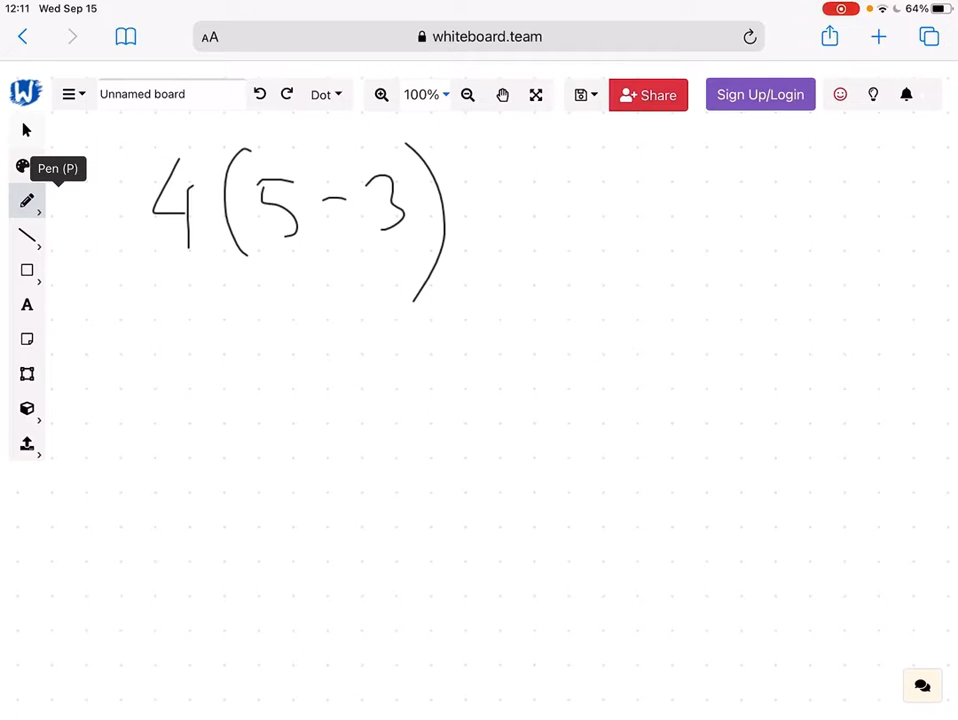 12:11 Wed Sep 15 64%
AA whiteboard.team
W Unnamed board Dot 100% Share Sign Up/Login
Pen (P)
4(5-3)
A